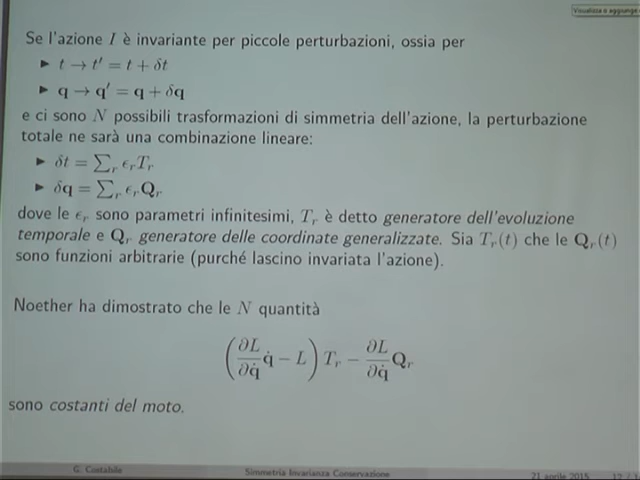 Visualizza o aggiunge
Se l'azione I è invariante per piccole perturbazioni, ossia per
► t → t′ = t + δt
► q → q′ = q + δq
e ci sono N possibili trasformazioni di simmetria dell'azione, la perturbazione
totale ne sarà una combinazione lineare:
► δt = ∑_r ϵ_r T_r
► δq = ∑_r ϵ_r Q_r
dove le ϵ_r sono parametri infinitesimi, T_r è detto generatore dell'evoluzione
temporale e Q_r generatore delle coordinate generalizzate. Sia T_r(t) che le Q_r(t)
sono funzioni arbitrarie (purché lascino invariata l'azione).
Noether ha dimostrato che le N quantità
(∂L/∂q̇ q̇ − L) T_r − ∂L/∂q̇ Q_r
sono costanti del moto.
G. Costabile Simmetria Invarianza Conservazione 21 aprile 2015